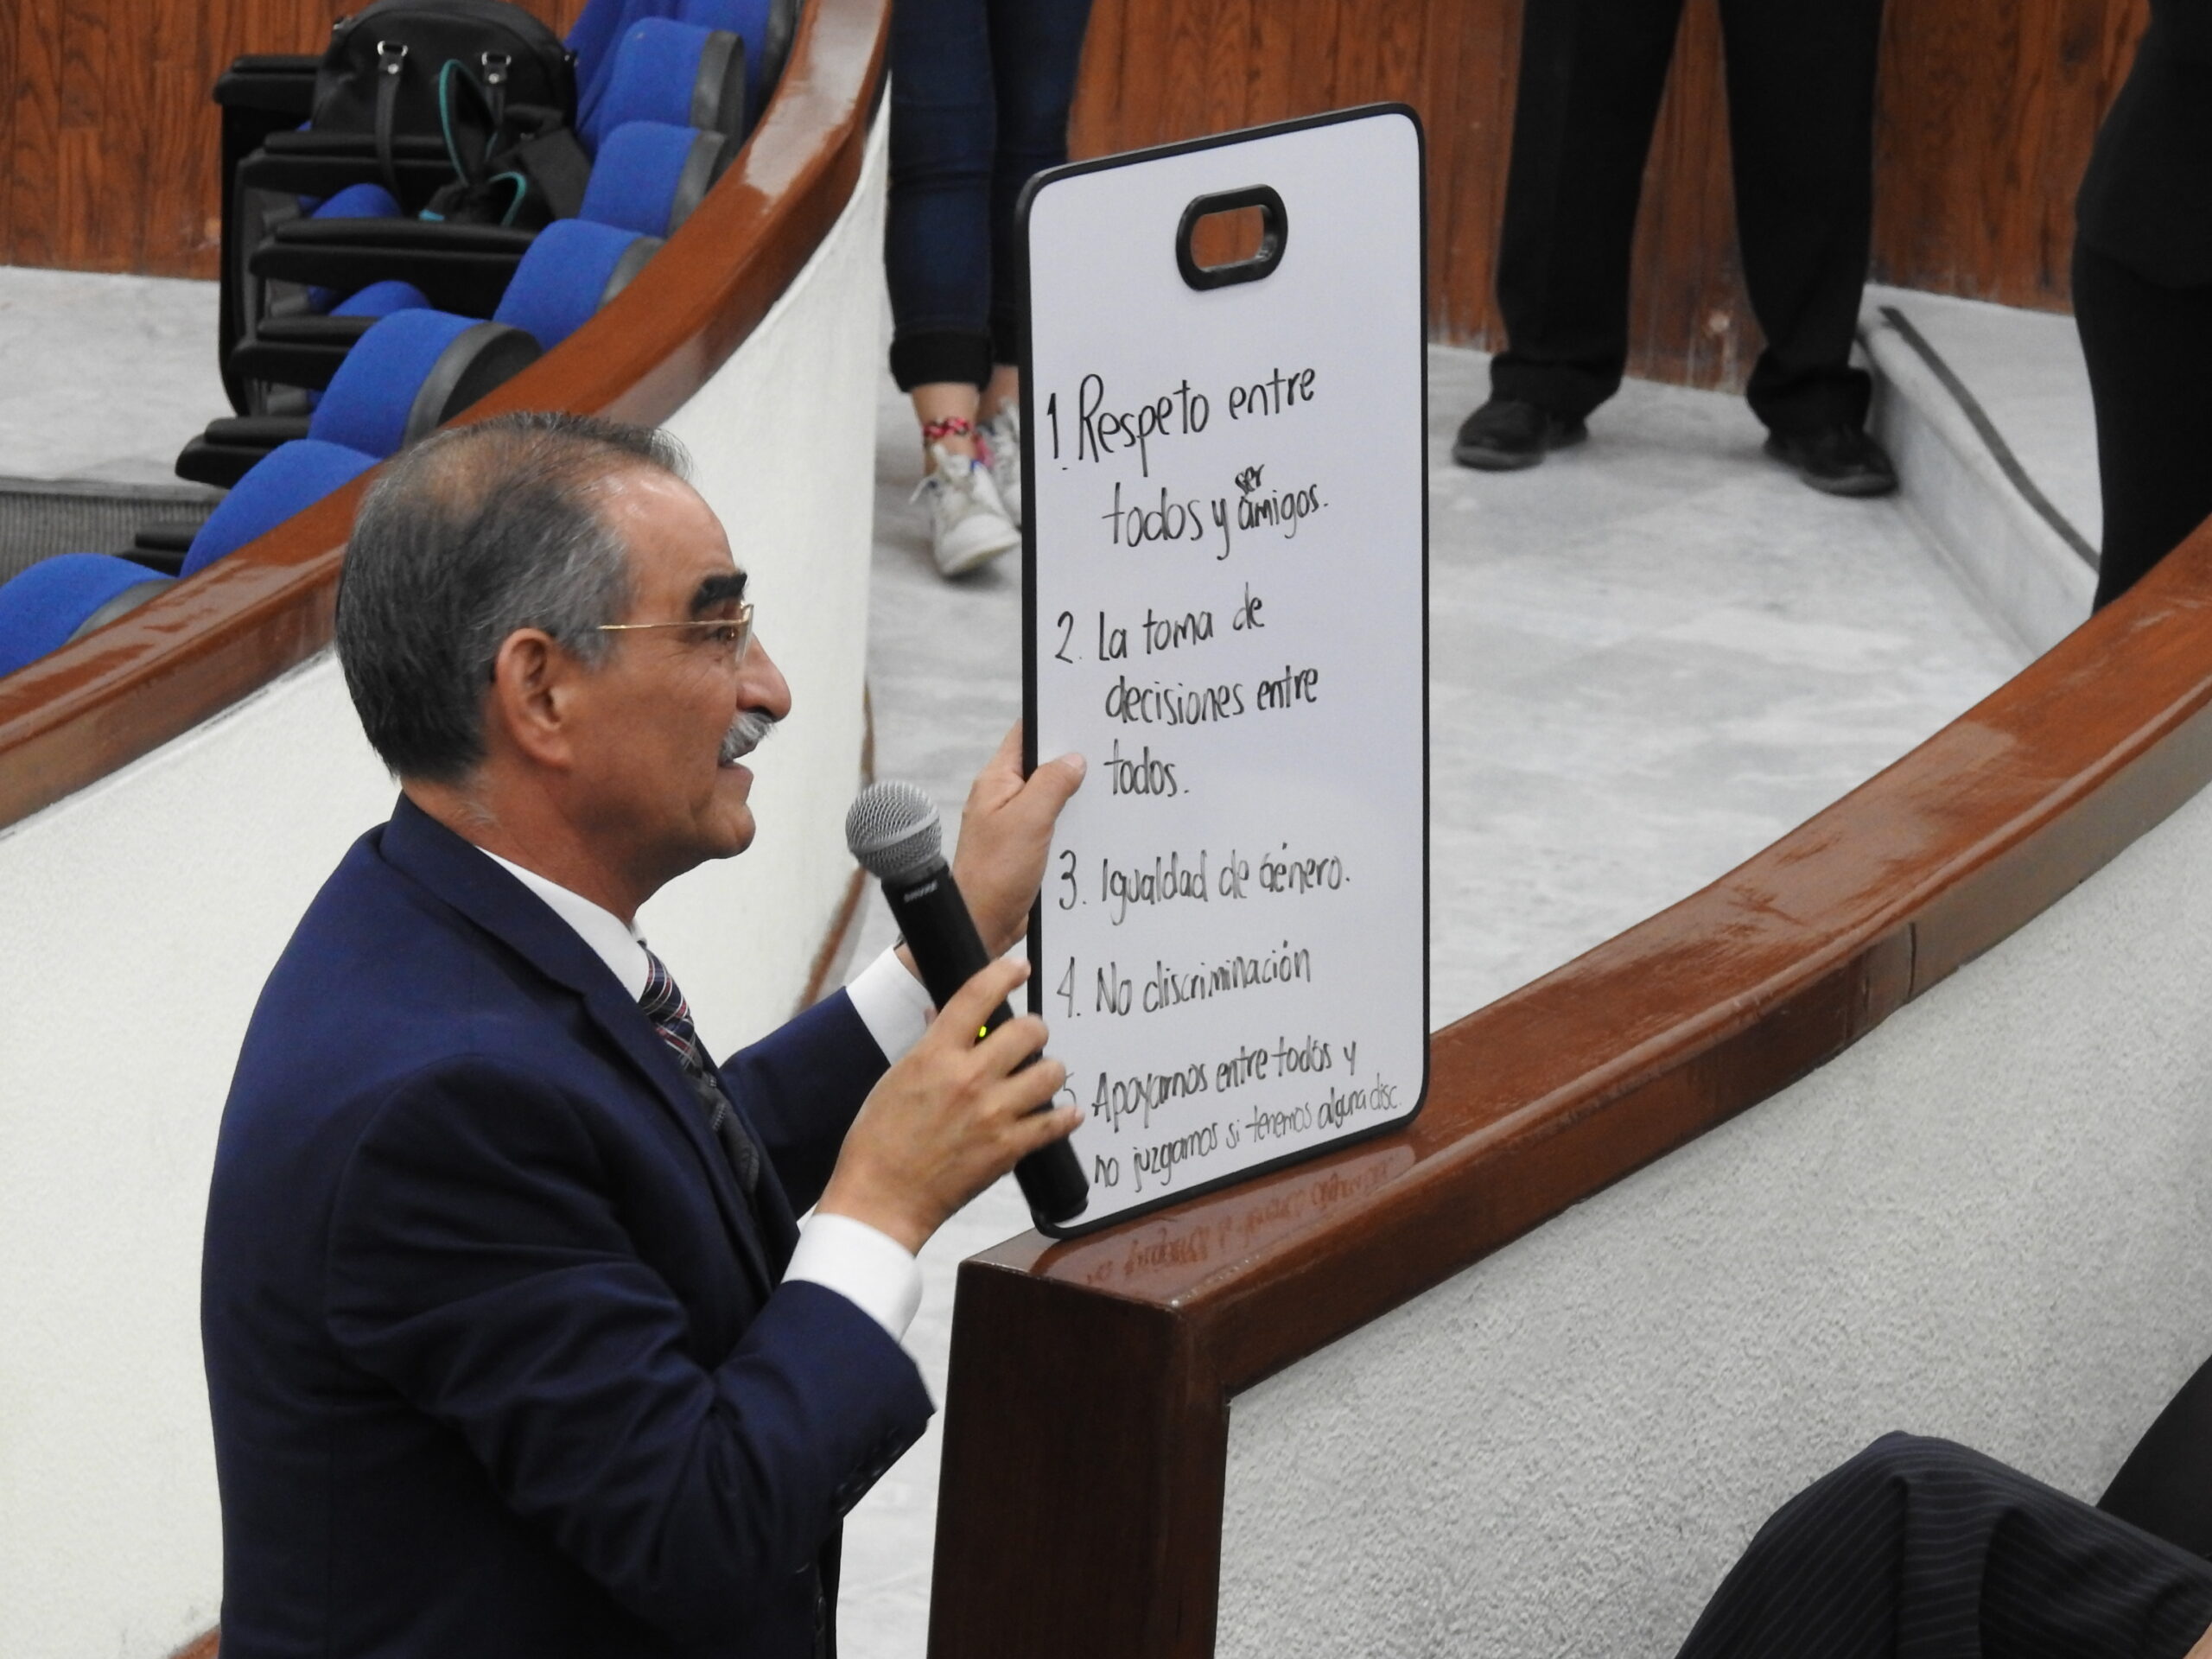 1. Respeto entre
todos y ser amigos.
2. La toma de
decisiones entre
todos.
3. Igualdad de Género.
4. No discriminación
5 Apoyarnos entre todos y
no juzgarnos si tenemos alguna disc.